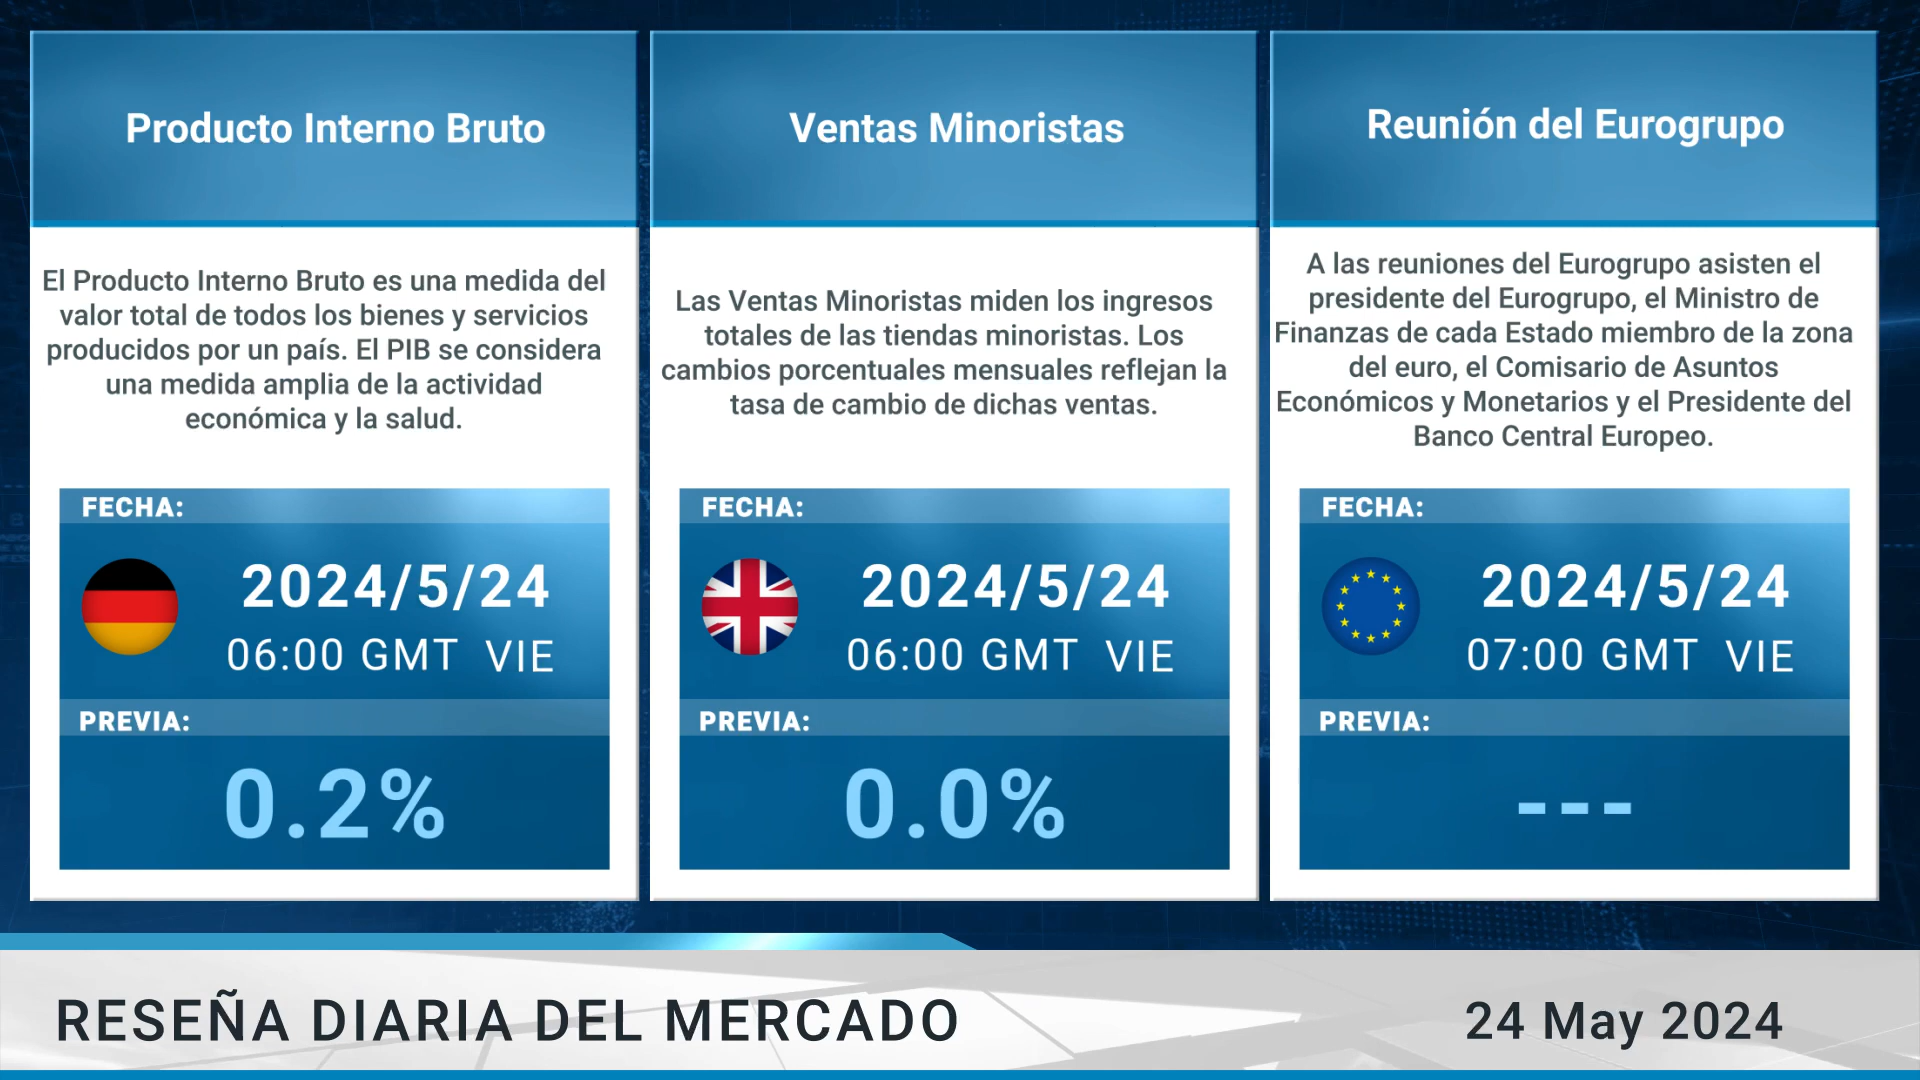 Producto Interno Bruto
El Producto Interno Bruto es una medida del
valor total de todos los bienes y servicios
producidos por un país. El PIB se considera
una medida amplia de la actividad
económica y la salud.
FECHA:
2024/5/24
06:00 GMT VIE
PREVIA:
0.2%
Ventas Minoristas
Las Ventas Minoristas miden los ingresos
totales de las tiendas minoristas. Los
cambios porcentuales mensuales reflejan la
tasa de cambio de dichas ventas.
FECHA:
2024/5/24
06:00 GMT VIE
PREVIA:
0.0%
Reunión del Eurogrupo
A las reuniones del Eurogrupo asisten el
presidente del Eurogrupo, el Ministro de
Finanzas de cada Estado miembro de la zona
del euro, el Comisario de Asuntos
Económicos y Monetarios y el Presidente del
Banco Central Europeo.
FECHA:
2024/5/24
07:00 GMT VIE
PREVIA:
---
RESEÑA DIARIA DEL MERCADO
24 May 2024